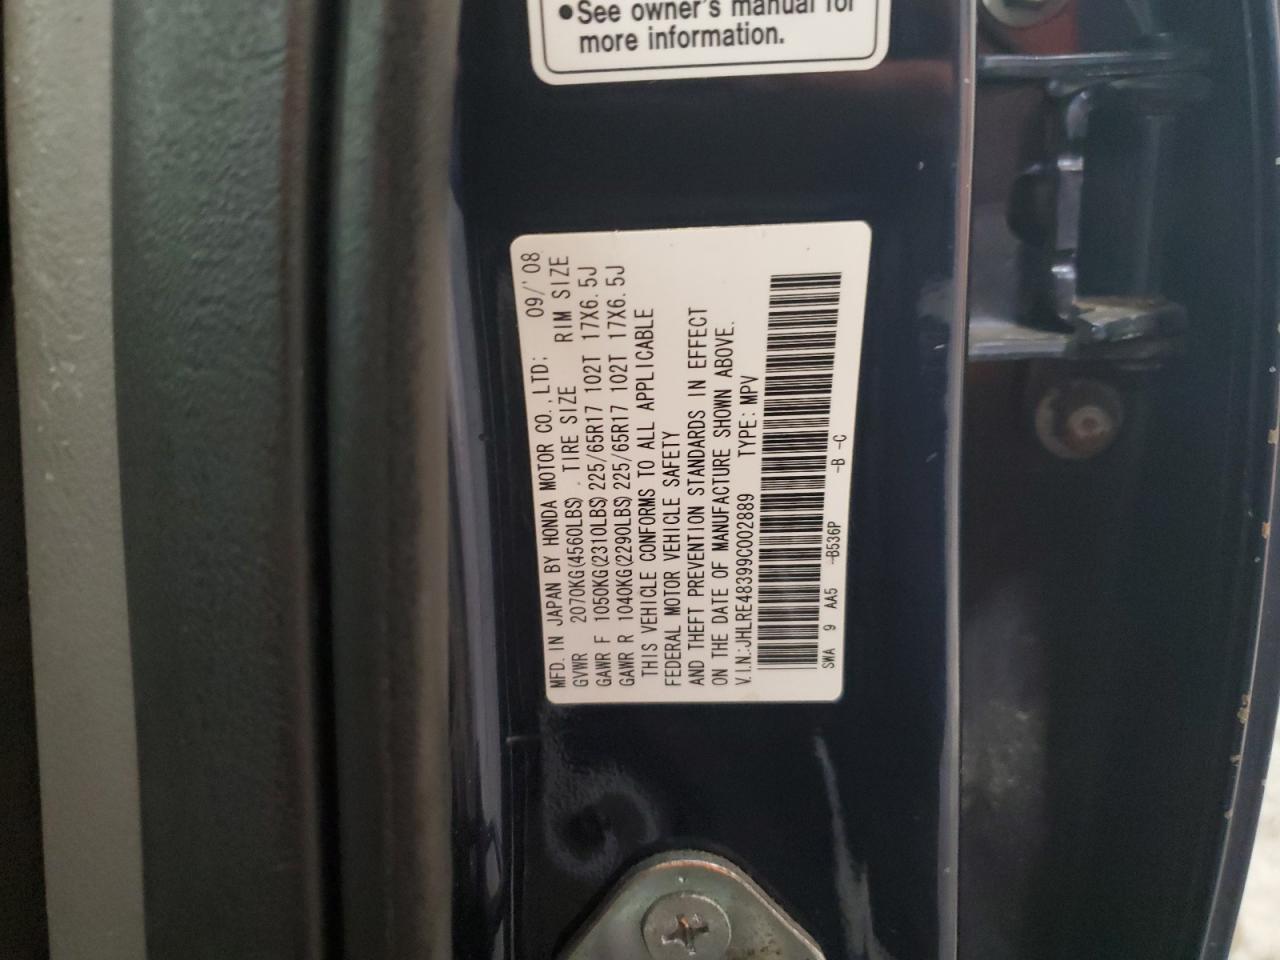 •See owner's manual for
more information.
MFD. IN JAPAN BY HONDA MOTOR CO., LTD: 09/'08
GVWR 2070KG(4560LBS). TIRE SIZE RIM SIZE
GAWR F 1050KG(2310LBS) 225/65R17 102T 17X6.5J
GAWR R 1040KG(2290LBS) 225/65R17 102T 17X6.5J
THIS VEHICLE CONFORMS TO ALL APPLICABLE
FEDERAL MOTOR VEHICLE SAFETY
AND THEFT PREVENTION STANDARDS IN EFFECT
ON THE DATE OF MANUFACTURE SHOWN ABOVE.
V.I.N.:JHLRE48399C002889 TYPE: MPV
SWA 9 AA5 -B536P -B -C